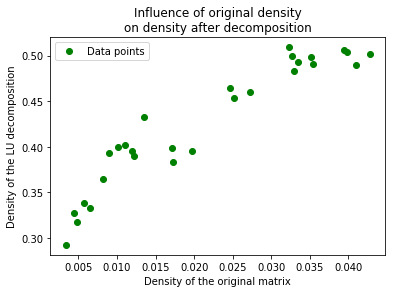 Influence of original density
on density after decomposition
Data points
Density of the LU decomposition
0.50
0.45
0.40
0.35
0.30
0.005 0.010 0.015 0.020 0.025 0.030 0.035 0.040
Density of the original matrix